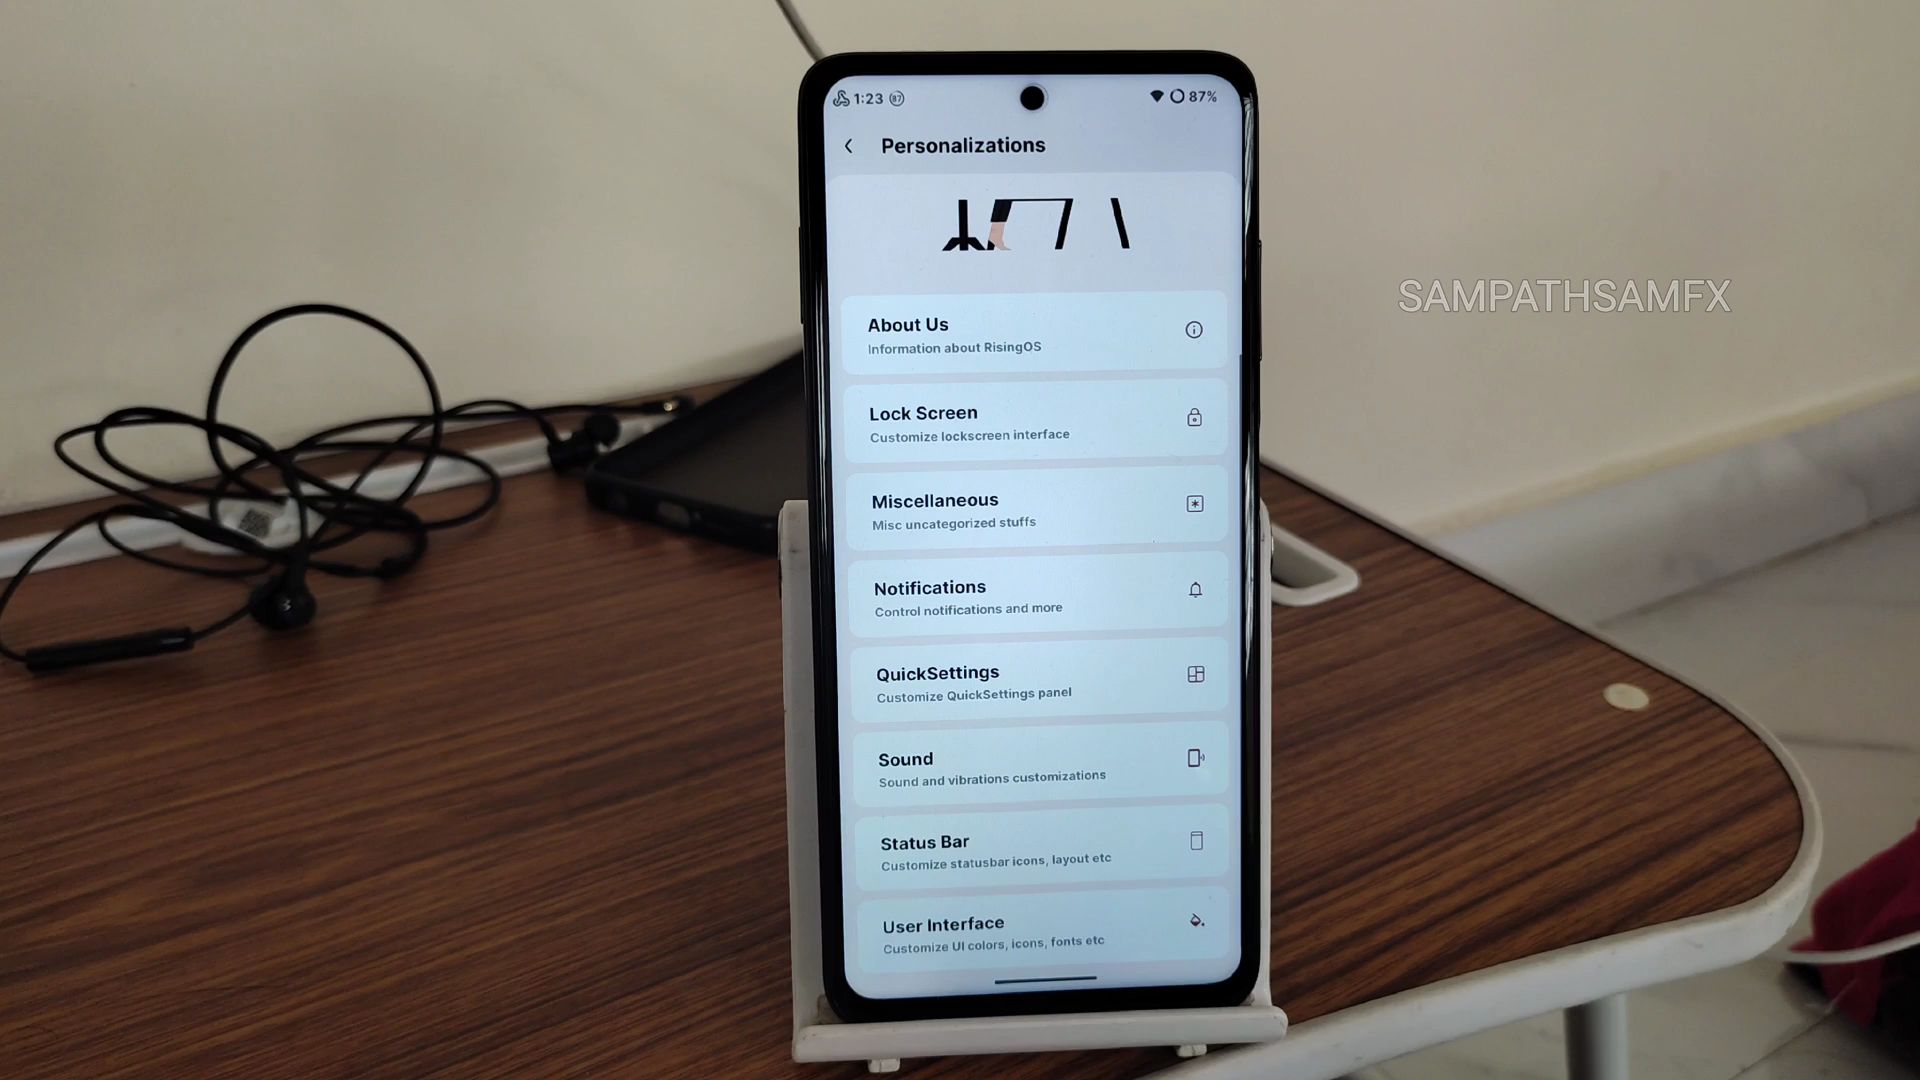 1:23 87 87%
Personalizations
About Us
Information about RisingOS
Lock Screen
Customize lockscreen interface
Miscellaneous
Misc uncategorized stuffs
Notifications
Control notifications and more
QuickSettings
Customize QuickSettings panel
Sound
Sound and vibrations customizations
Status Bar
Customize statusbar icons, layout etc
User Interface
Customize UI colors, icons, fonts etc
SAMPATHSAMFX